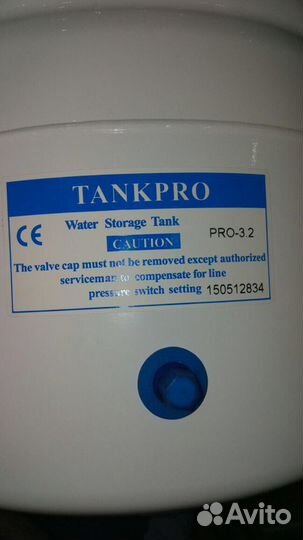 TANKPRO
CE Water Storage Tank PRO-3.2
CAUTION
The valve cap must not be removed except authorized
serviceman to compensate for line
pressure switch setting 150512834
Avito